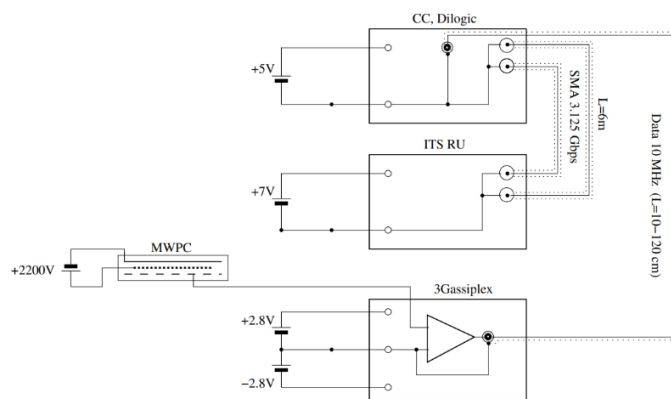 CC, Dilogic
+5V
SMA 3.125 Gbps
L=6m
Data 10 MHz (L=10−120 cm)
ITS RU
+7V
MWPC
+2200V
3Gassiplex
+2.8V
−2.8V